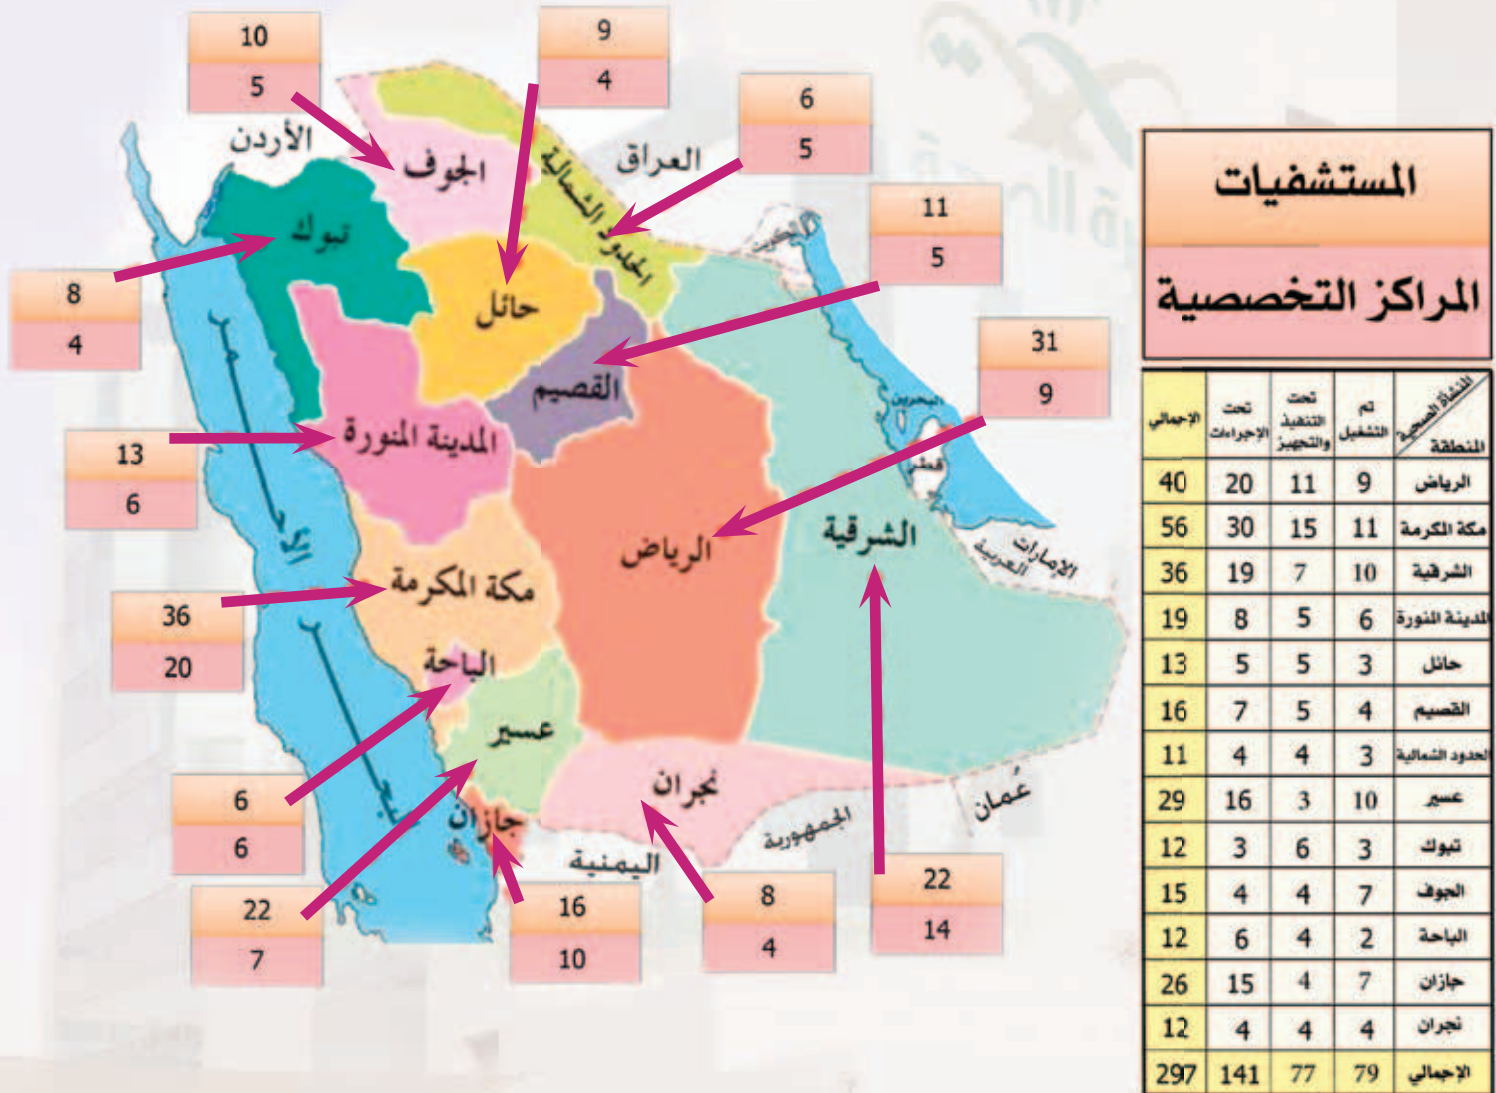 10
5
9
4
6
5
11
5
31
9
8
4
13
6
36
20
6
6
22
7
16
10
8
4
22
14
الأردن
العراق
الكويت
البحرين
قطر
الإمارات
العربية
عُمان
الجمهورية
اليمنية
البحر
الأحمر
الجوف
الحدود الشمالية
تبوك
حائل
القصيم
المدينة المنورة
الرياض
الشرقية
مكة المكرمة
الباحة
عسير
جازان
نجران
المستشفيات
المراكز التخصصية
المنشأة الصحية
المنطقة
تم التشغيل
تحت التنفيذ والتجهيز
تحت الإجراءات
الإجمالي
الرياض 9 11 20 40
مكة المكرمة 11 15 30 56
الشرقية 10 7 19 36
المدينة المنورة 6 5 8 19
حائل 3 5 5 13
القصيم 4 5 7 16
الحدود الشمالية 3 4 4 11
عسير 10 3 16 29
تبوك 3 6 3 12
الجوف 7 4 4 15
الباحة 2 4 6 12
جازان 7 4 15 26
نجران 4 4 4 12
الإجمالي 79 77 141 297